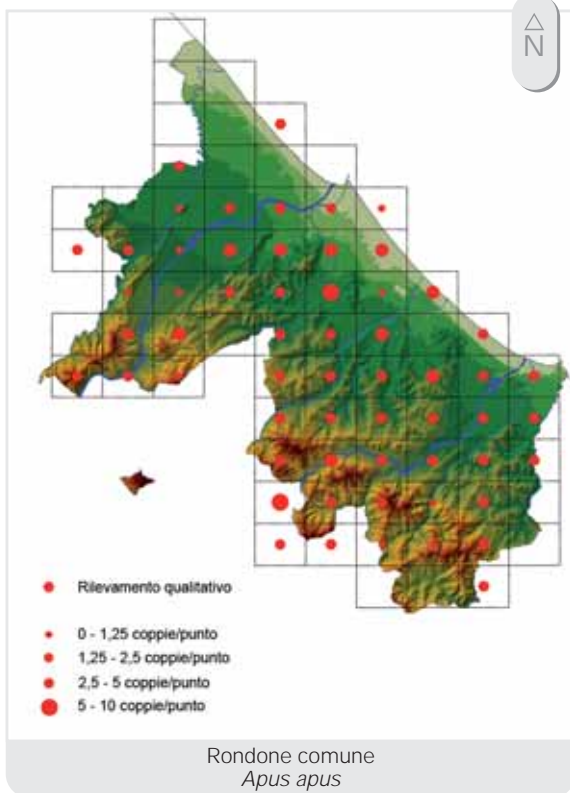 N
Rilevamento qualitativo
0 - 1,25 coppie/punto
1,25 - 2,5 coppie/punto
2,5 - 5 coppie/punto
5 - 10 coppie/punto
Rondone comune
Apus apus